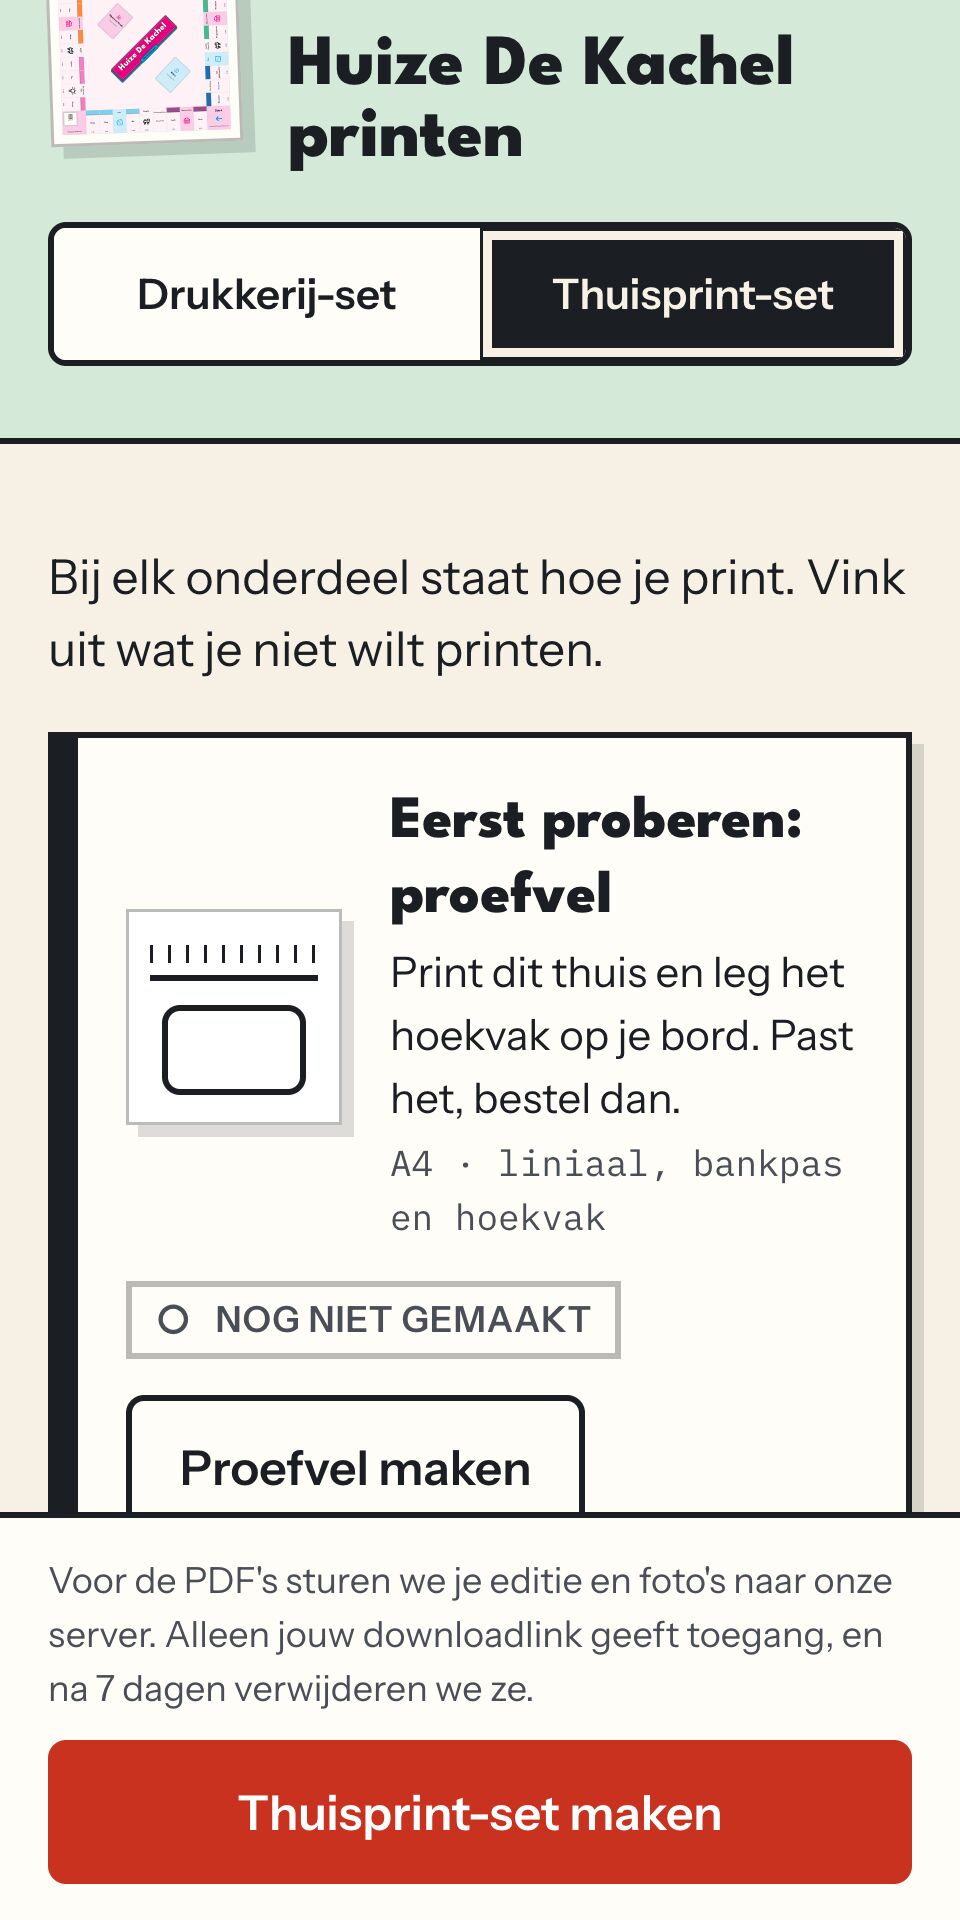 Huize De Kachel
Huize De Kachel
printen
Drukkerij-set
Thuisprint-set
Bij elk onderdeel staat hoe je print. Vink
uit wat je niet wilt printen.
Eerst proberen:
proefvel
Print dit thuis en leg het
hoekvak op je bord. Past
het, bestel dan.
A4 · liniaal, bankpas
en hoekvak
NOG NIET GEMAAKT
Proefvel maken
Voor de PDF's sturen we je editie en foto's naar onze
server. Alleen jouw downloadlink geeft toegang, en
na 7 dagen verwijderen we ze.
Thuisprint-set maken